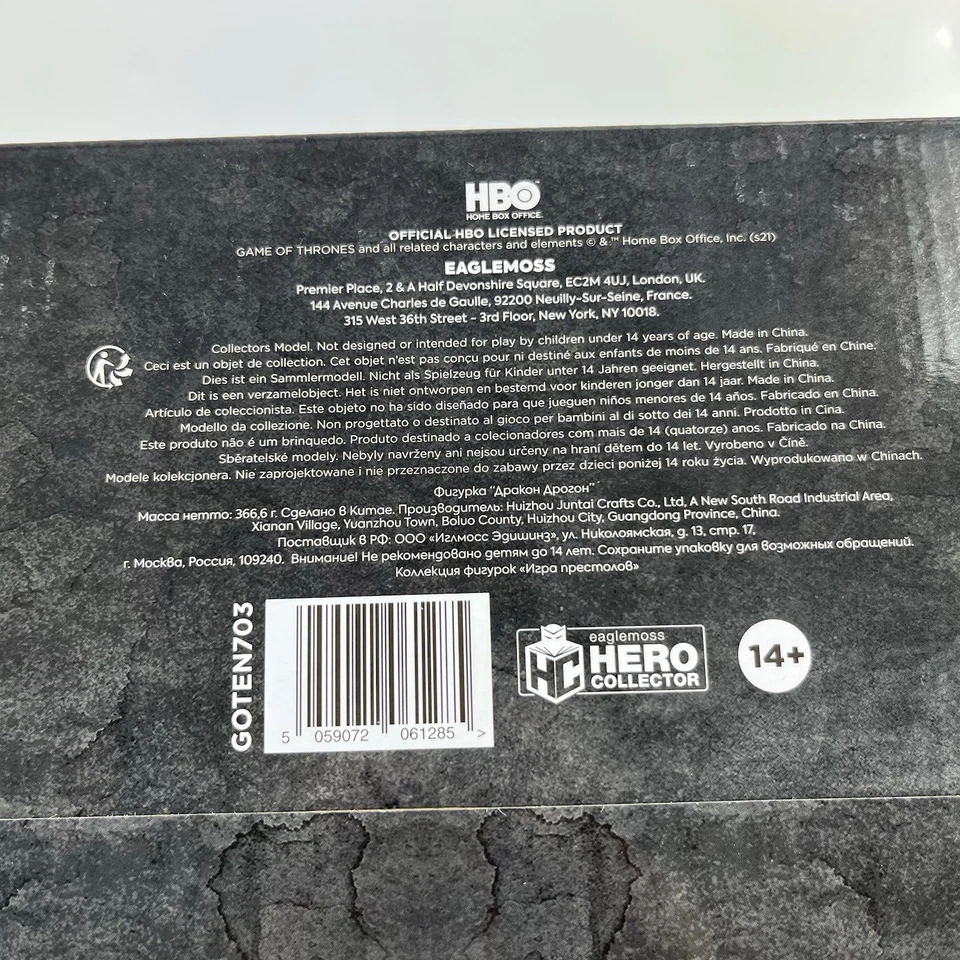 HBO™
HOME BOX OFFICE
OFFICIAL HBO LICENSED PRODUCT
GAME OF THRONES and all related characters and elements © & ™ Home Box Office, Inc. (s21)
EAGLEMOSS
Premier Place, 2 & A Half Devonshire Square, EC2M 4UJ, London, UK.
144 Avenue Charles de Gaulle, 92200 Neuilly-Sur-Seine, France.
315 West 36th Street - 3rd Floor, New York, NY 10018.
Collectors Model. Not designed or intended for play by children under 14 years of age. Made in China.
Ceci est un objet de collection. Cet objet n'est pas conçu pour ni destiné aux enfants de moins de 14 ans. Fabriqué en Chine.
Dies ist ein Sammlermodell. Nicht als Spielzeug für Kinder unter 14 Jahren geeignet. Hergestellt in China.
Dit is een verzamelobject. Het is niet ontworpen en bestemd voor kinderen jonger dan 14 jaar. Made in China.
Artículo de coleccionista. Este objeto no ha sido diseñado para que jueguen niños menores de 14 años. Fabricado en China.
Modello da collezione. Non progettato o destinato al gioco per bambini al di sotto dei 14 anni. Prodotto in Cina.
Este produto não é um brinquedo. Produto destinado a colecionadores com mais de 14 (quatorze) anos. Fabricado na China.
Sběratelské modely. Nebyly navrženy ani nejsou určeny na hraní dětem do 14 let. Vyrobeno v Číně.
Modele kolekcjonera. Nie zaprojektowane i nie przeznaczone do zabawy przez dzieci poniżej 14 roku życia. Wyprodukowano w Chinach.
Фигурка "Дракон Дрогон"
Масса нетто: 366,6 г. Сделано в Китае. Производитель: Huizhou Juntai Crafts Co., Ltd, A New South Road Industrial Area,
Xianan Village, Yuanzhou Town, Boluo County, Huizhou City, Guangdong Province, China.
Поставщик в РФ: ООО «Иглмосс Эдишинз», ул. Николоямская, д. 13, стр. 17,
г. Москва, Россия, 109240. Внимание! Не рекомендовано детям до 14 лет. Сохраните упаковку для возможных обращений.
Коллекция фигурок «Игра престолов»
GOTEN703
5 059072 061285 >
eaglemoss
HC HERO
COLLECTOR
14+